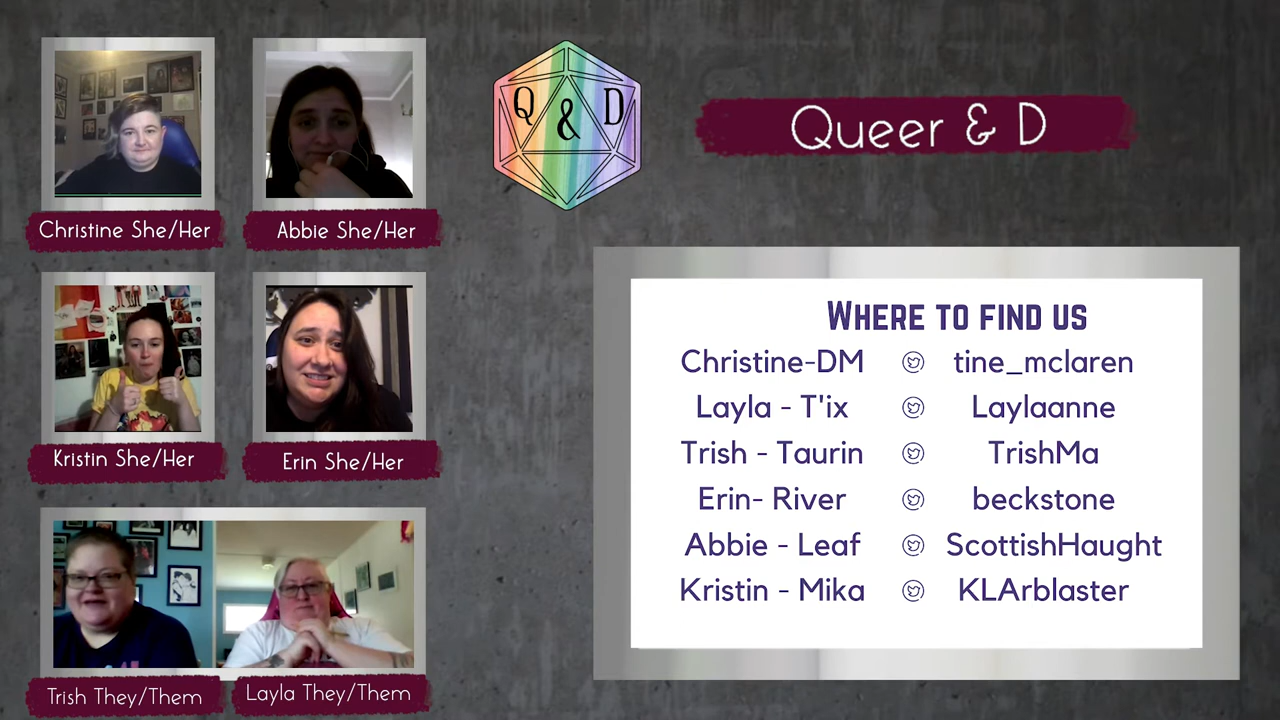 Christine She/Her
Abbie She/Her
Kristin She/Her
Erin She/Her
Trish They/Them
Layla They/Them
Q & D
Queer & D
WHERE TO FIND US
Christine-DM tine_mclaren
Layla - T'ix Laylaanne
Trish - Taurin TrishMa
Erin- River beckstone
Abbie - Leaf ScottishHaught
Kristin - Mika KLArblaster